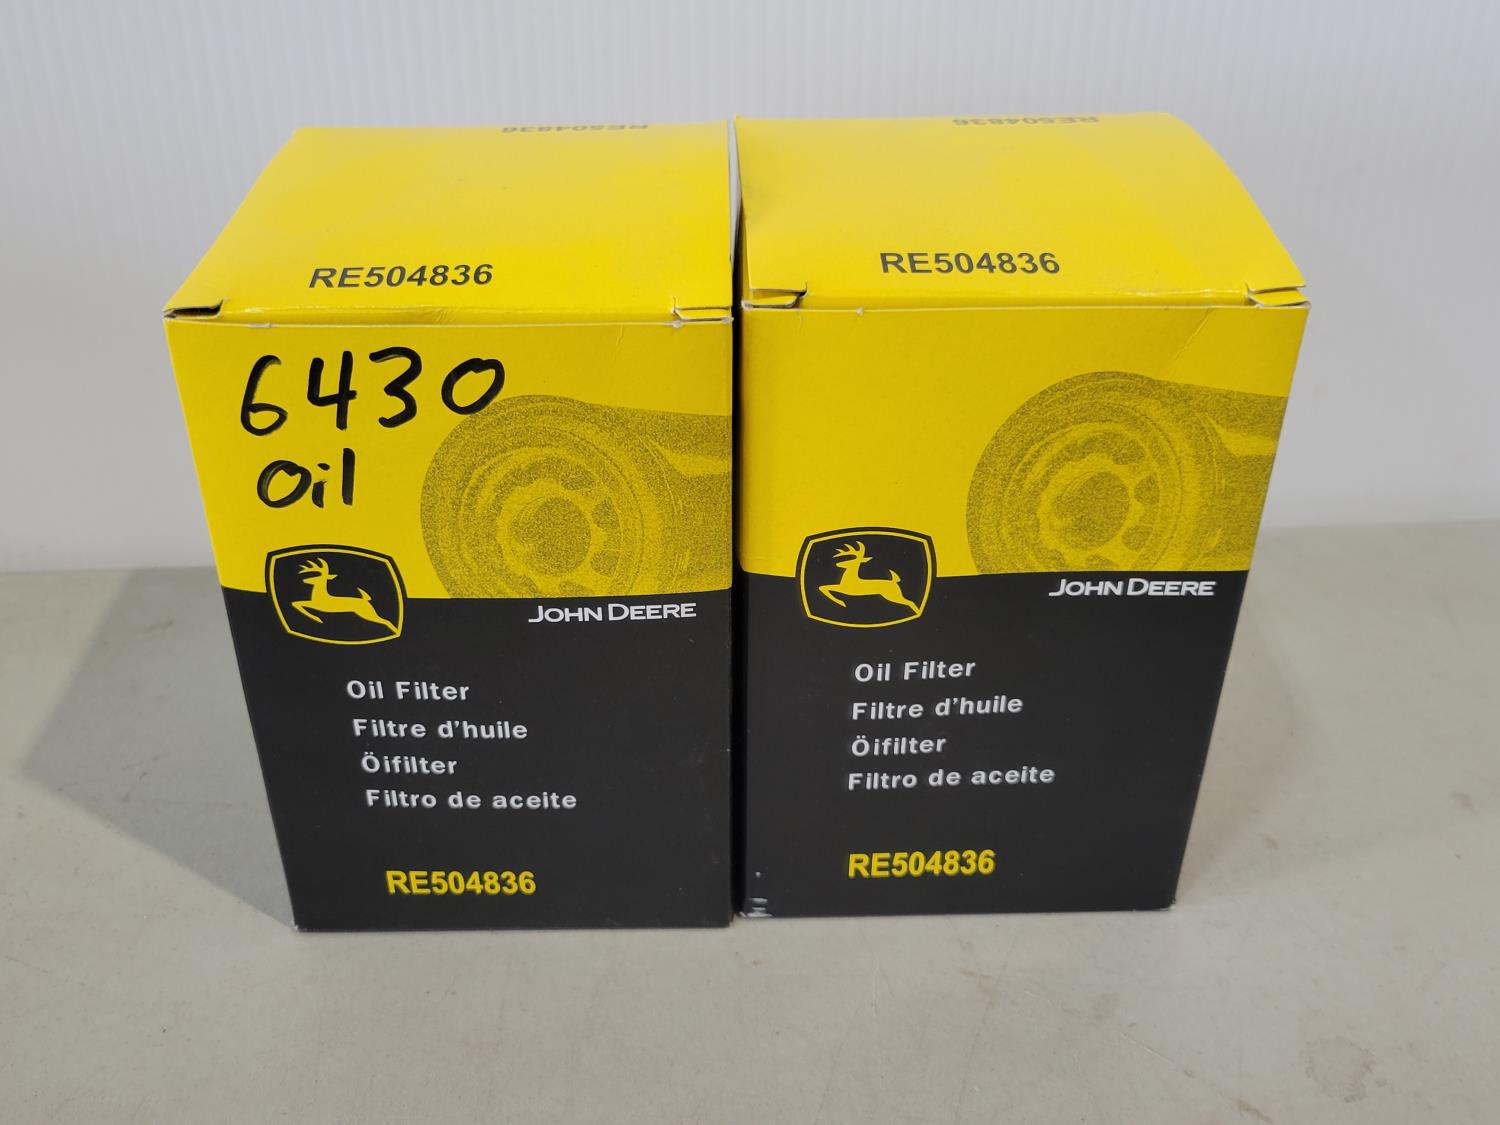 RE504836
RE504836
6430
Oil
JOHN DEERE
Oil Filter
Filtre d'huile
Öifilter
Filtro de aceite
RE504836
RE504836
RE504836
JOHN DEERE
Oil Filter
Filtre d'huile
Öifilter
Filtro de aceite
RE504836